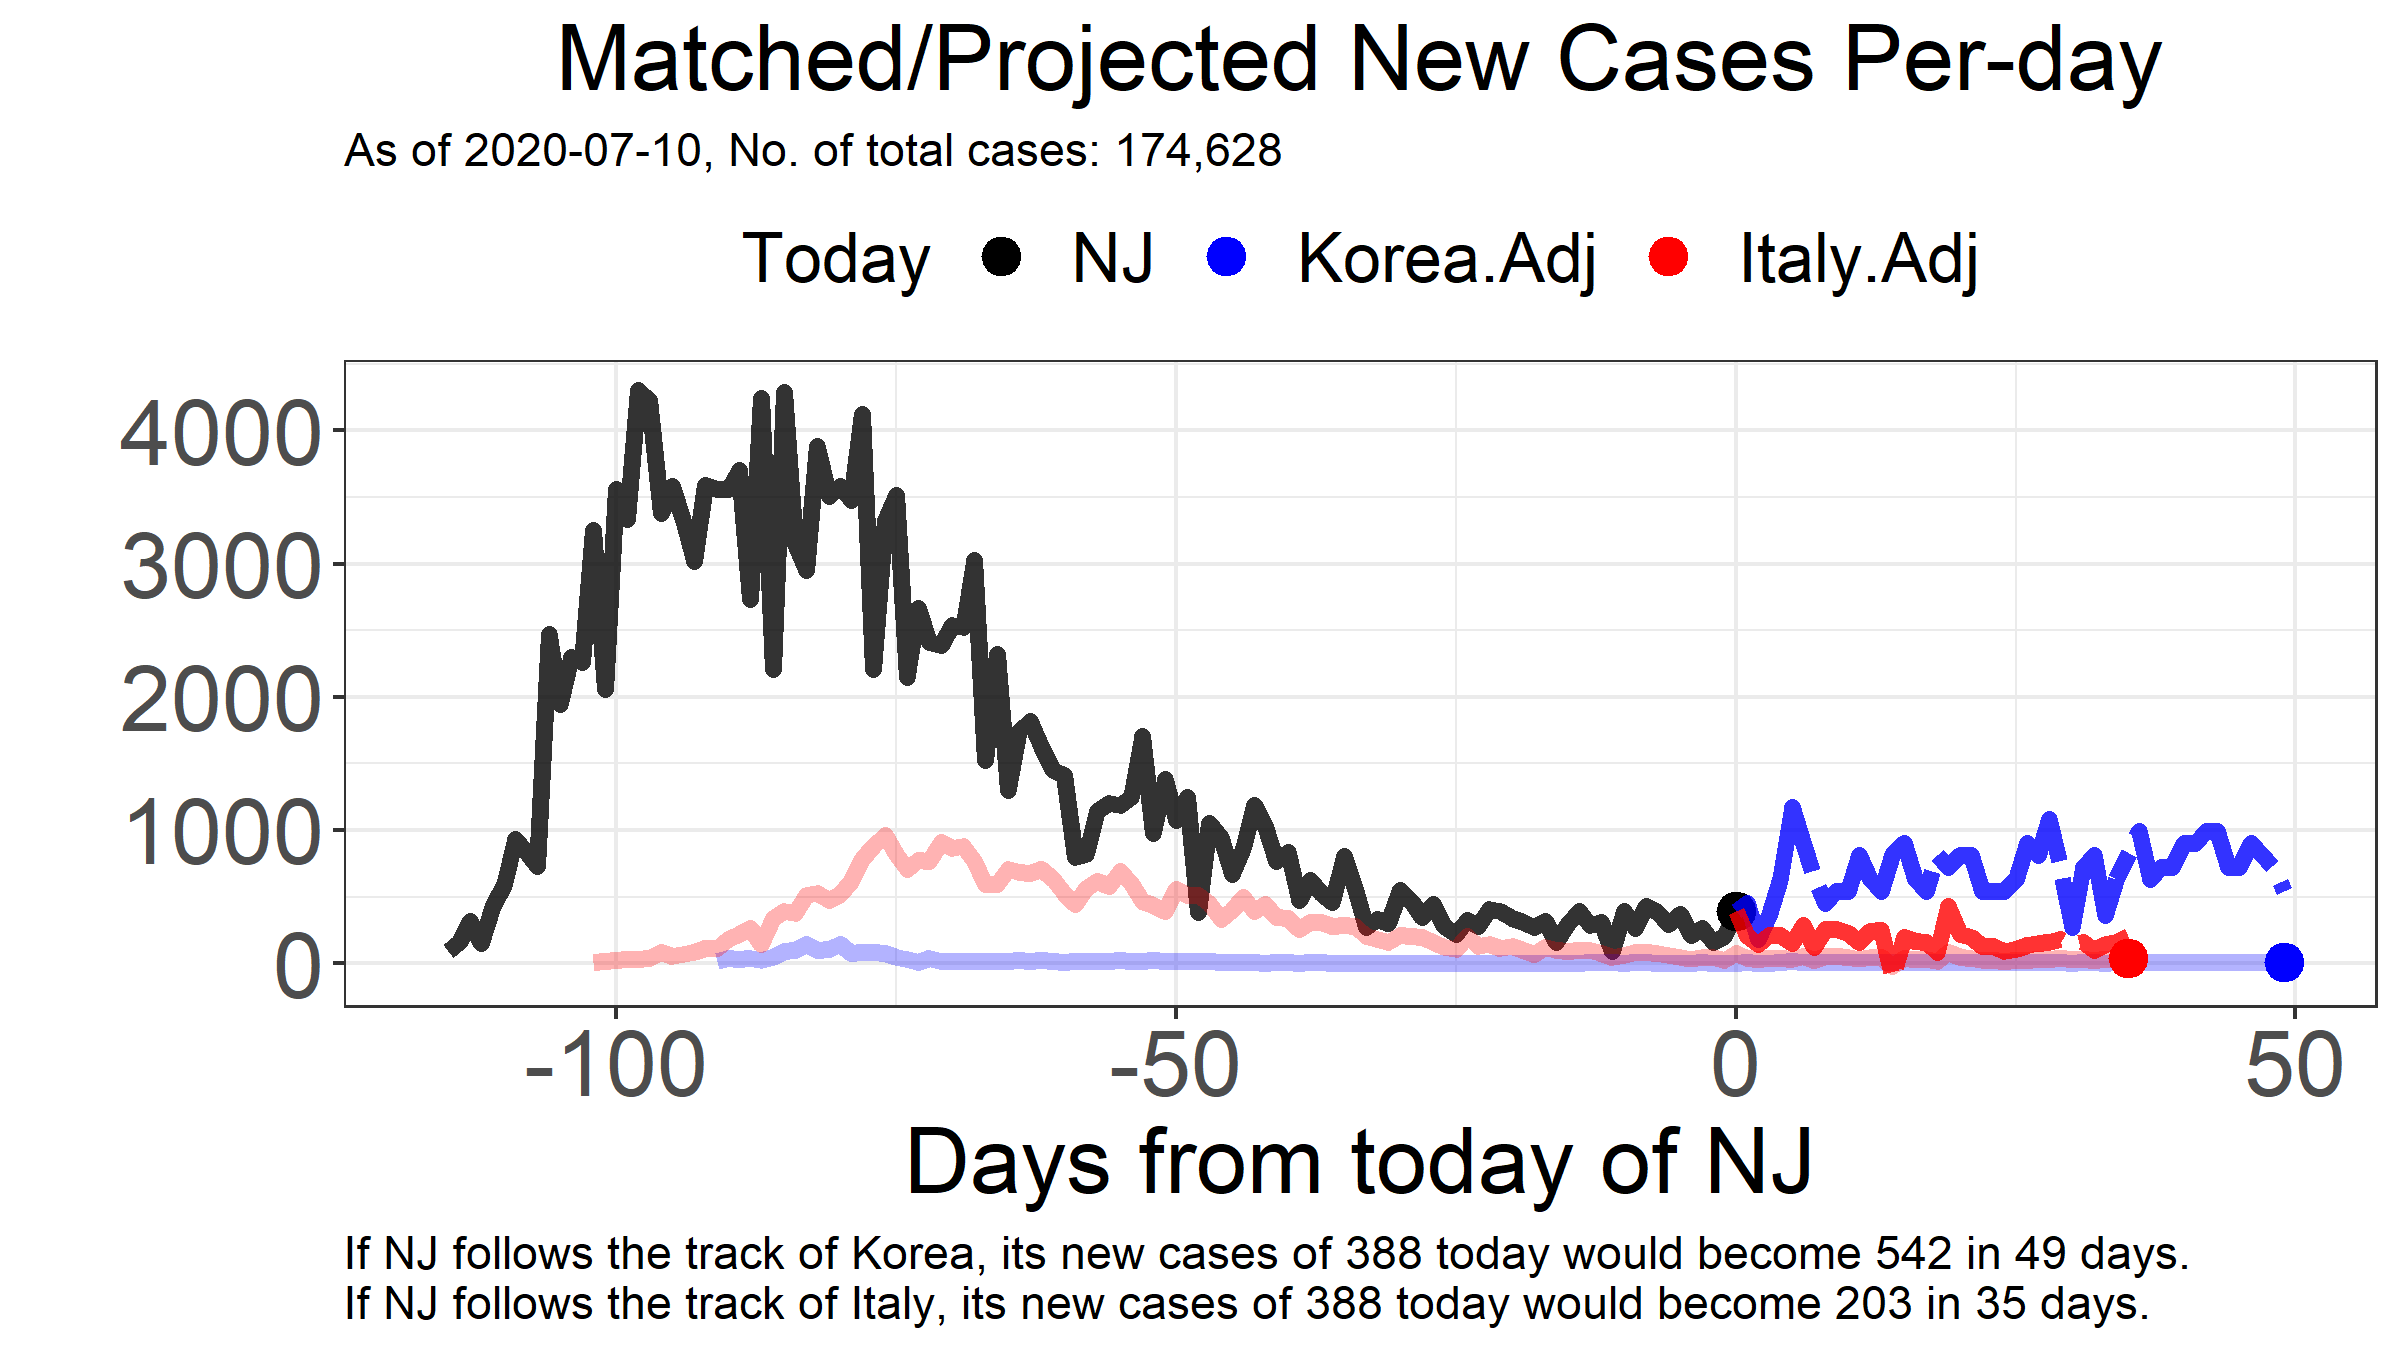 Matched/Projected New Cases Per-day
As of 2020-07-10, No. of total cases: 174,628
Today NJ Korea.Adj Italy.Adj
4000
3000
2000
1000
0
-100 -50 0 50
Days from today of NJ
If NJ follows the track of Korea, its new cases of 388 today would become 542 in 49 days.
If NJ follows the track of Italy, its new cases of 388 today would become 203 in 35 days.